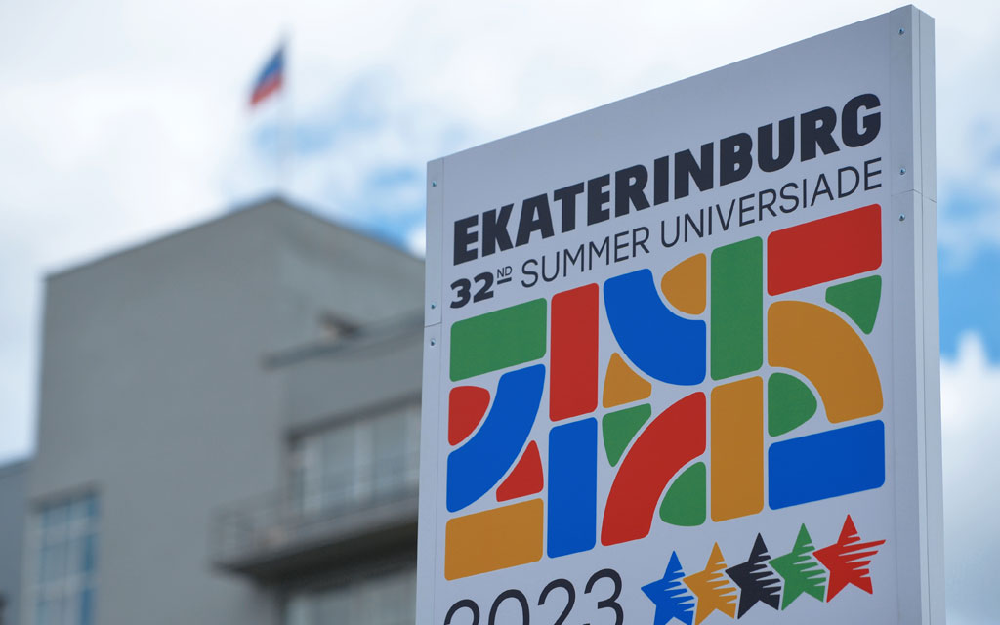 EKATERINBURG
32ND SUMMER UNIVERSIADE
2023